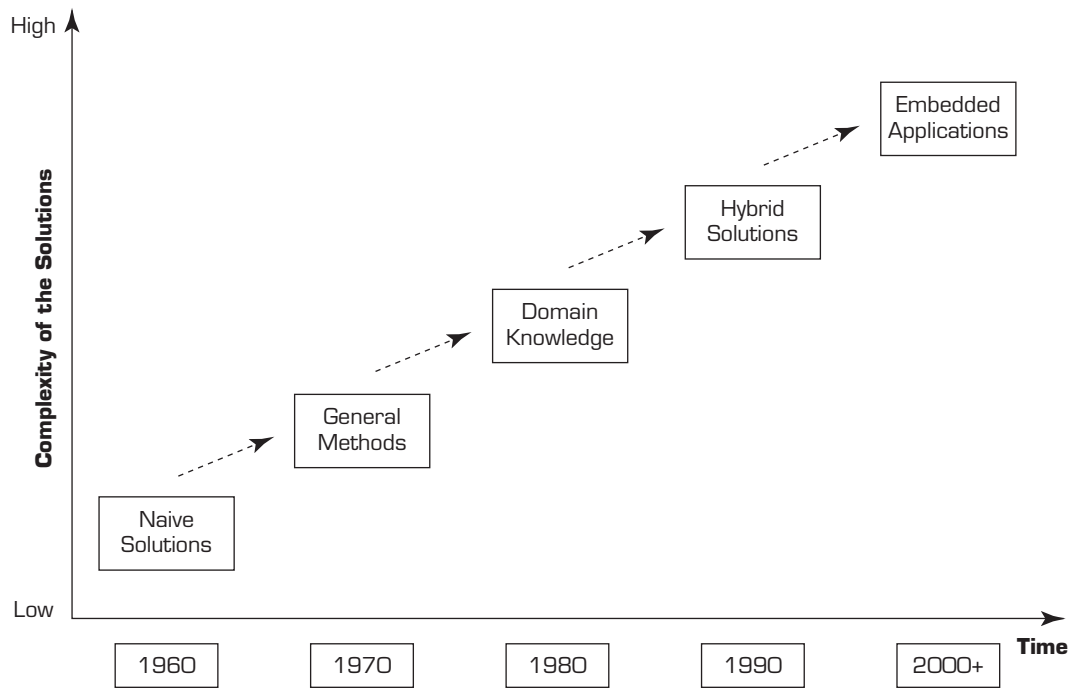 High
Complexity of the Solutions
Embedded
Applications
Hybrid
Solutions
Domain
Knowledge
General
Methods
Naive
Solutions
Low
Time
1960
1970
1980
1990
2000+